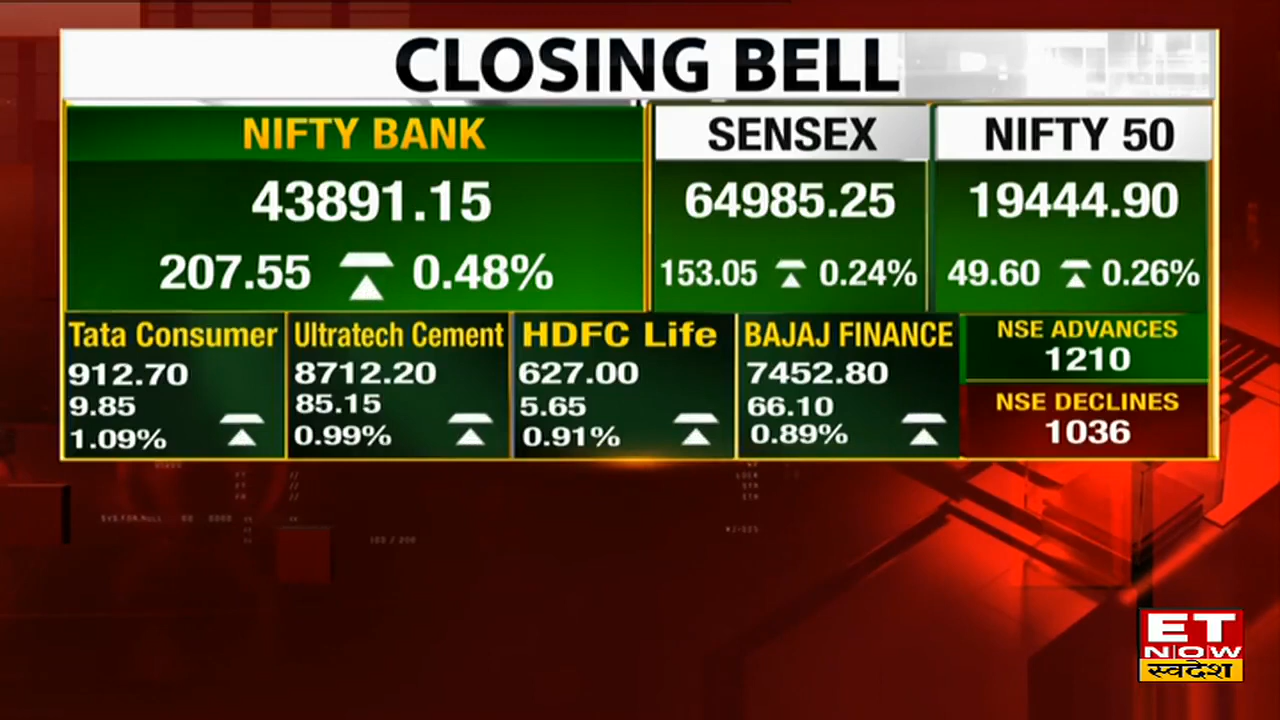 CLOSING BELL
NIFTY BANK
43891.15
207.55 0.48%
SENSEX
64985.25
153.05 0.24%
NIFTY 50
19444.90
49.60 0.26%
Tata Consumer
912.70
9.85
1.09%
Ultratech Cement
8712.20
85.15
0.99%
HDFC Life
627.00
5.65
0.91%
BAJAJ FINANCE
7452.80
66.10
0.89%
NSE ADVANCES
1210
NSE DECLINES
1036
ET
NOW
स्वदेश